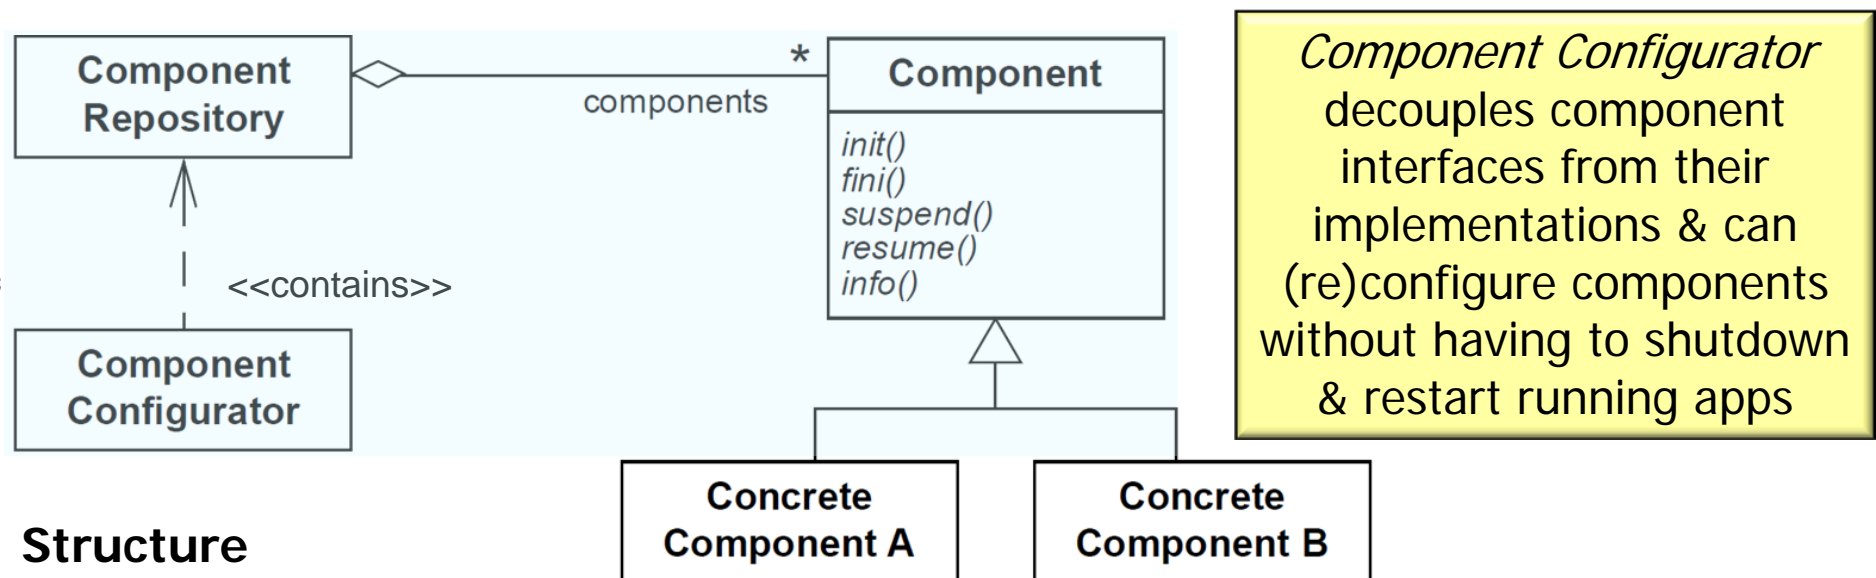 Component
Repository
*
components
Component
init()
fini()
suspend()
resume()
info()
<<contains>>
Component
Configurator
Concrete
Component A
Concrete
Component B
Structure
Component Configurator
decouples component
interfaces from their
implementations & can
(re)configure components
without having to shutdown
& restart running apps